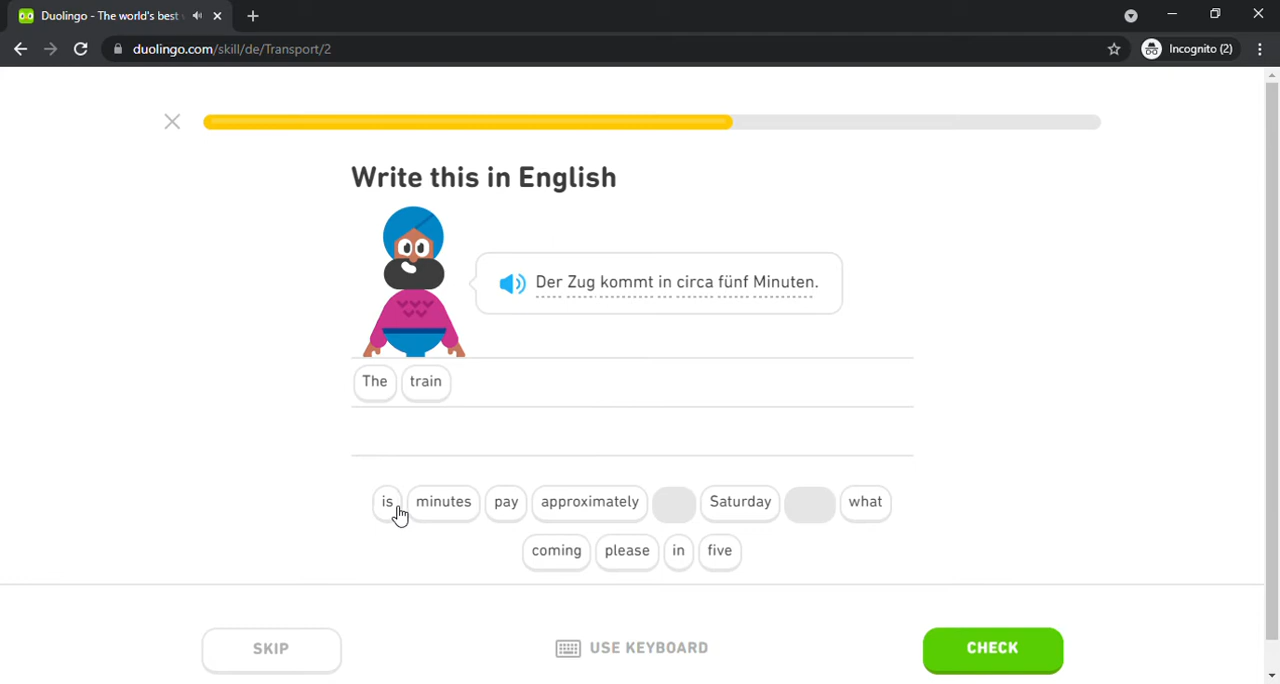 Duolingo - The world's best
duolingo.com/skill/de/Transport/2
Incognito (2)
Write this in English
Der Zug kommt in circa fünf Minuten.
The train
is minutes pay approximately Saturday what
coming please in five
SKIP
USE KEYBOARD
CHECK